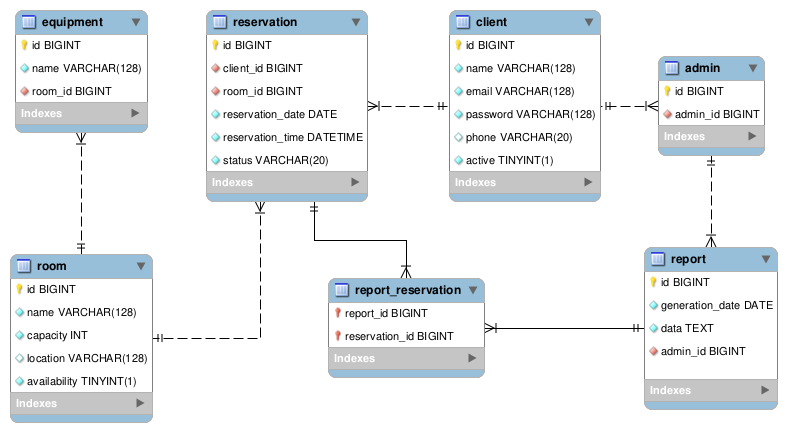 equipment
id BIGINT
name VARCHAR(128)
room_id BIGINT
Indexes
reservation
id BIGINT
client_id BIGINT
room_id BIGINT
reservation_date DATE
reservation_time DATETIME
status VARCHAR(20)
Indexes
client
id BIGINT
name VARCHAR(128)
email VARCHAR(128)
password VARCHAR(128)
phone VARCHAR(20)
active TINYINT(1)
Indexes
admin
id BIGINT
admin_id BIGINT
Indexes
room
id BIGINT
name VARCHAR(128)
capacity INT
location VARCHAR(128)
availability TINYINT(1)
Indexes
report_reservation
report_id BIGINT
reservation_id BIGINT
Indexes
report
id BIGINT
generation_date DATE
data TEXT
admin_id BIGINT
Indexes